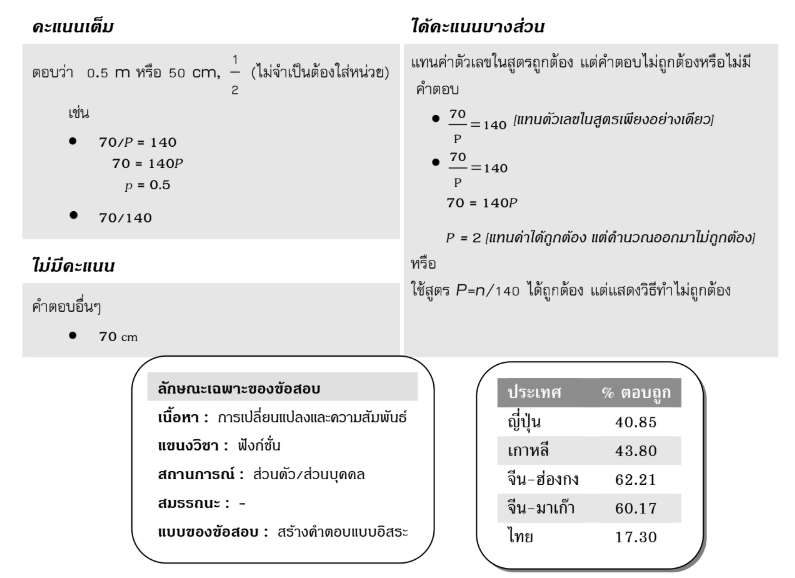 คะแนนเต็ม
ตอบว่า 0.5 m หรือ 50 cm, 1/2 (ไม่จำเป็นต้องใส่หน่วย)
เช่น
● 70/P = 140
70 = 140P
p = 0.5
● 70/140
ไม่มีคะแนน
คำตอบอื่นๆ
● 70 cm
ได้คะแนนบางส่วน
แทนค่าตัวเลขในสูตรถูกต้อง แต่คำตอบไม่ถูกต้องหรือไม่มี
คำตอบ
● 70/P = 140 [แทนตัวเลขในสูตรเพียงอย่างเดียว]
● 70/P = 140
70 = 140P
P = 2 [แทนค่าได้ถูกต้อง แต่คำนวณออกมาไม่ถูกต้อง]
หรือ
ใช้สูตร P=n/140 ได้ถูกต้อง แต่แสดงวิธีทำไม่ถูกต้อง
ลักษณะเฉพาะของข้อสอบ
เนื้อหา : การเปลี่ยนแปลงและความสัมพันธ์
แขนงวิชา : ฟังก์ชั่น
สถานการณ์ : ส่วนตัว/ส่วนบุคคล
สมรรถนะ : -
แบบของข้อสอบ : สร้างคำตอบแบบอิสระ
ประเทศ % ตอบถูก
ญี่ปุ่น 40.85
เกาหลี 43.80
จีน-ฮ่องกง 62.21
จีน-มาเก๊า 60.17
ไทย 17.30